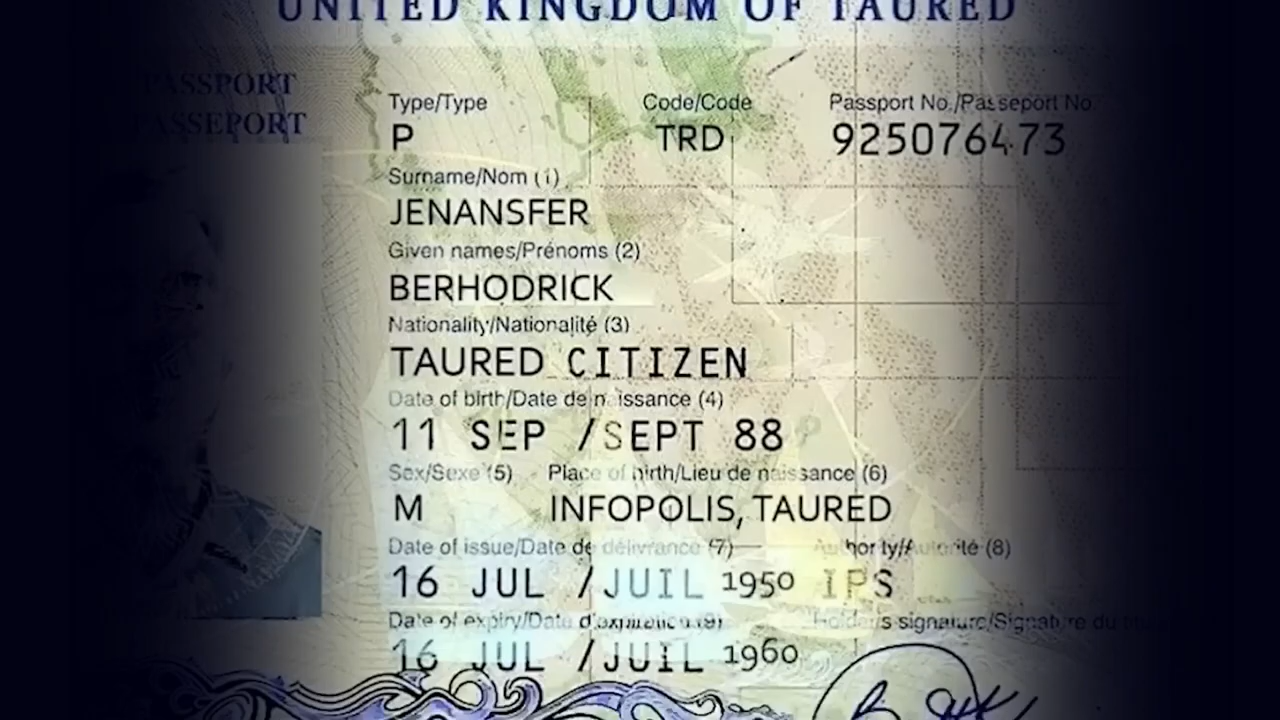 UNITED KINGDOM OF TAURED
PASSPORT
PASSEPORT
Type/Type Code/Code Passport No./Passeport No.
P TRD 925076473
Surname/Nom (1)
JENANSFER
Given names/Prénoms (2)
BERHODRICK
Nationality/Nationalité (3)
TAURED CITIZEN
Date of birth/Date de naissance (4)
11 SEP /SEPT 88
Sex/Sexe (5) Place of birth/Lieu de naissance (6)
M INFOPOLIS, TAURED
Date of issue/Date de délivrance (7) Authority/Autorité (8)
16 JUL /JUIL 1950 IPS
Date of expiry/Date d'expiration (9) Holder's signature/Signature du
16 JUL /JUIL 1960